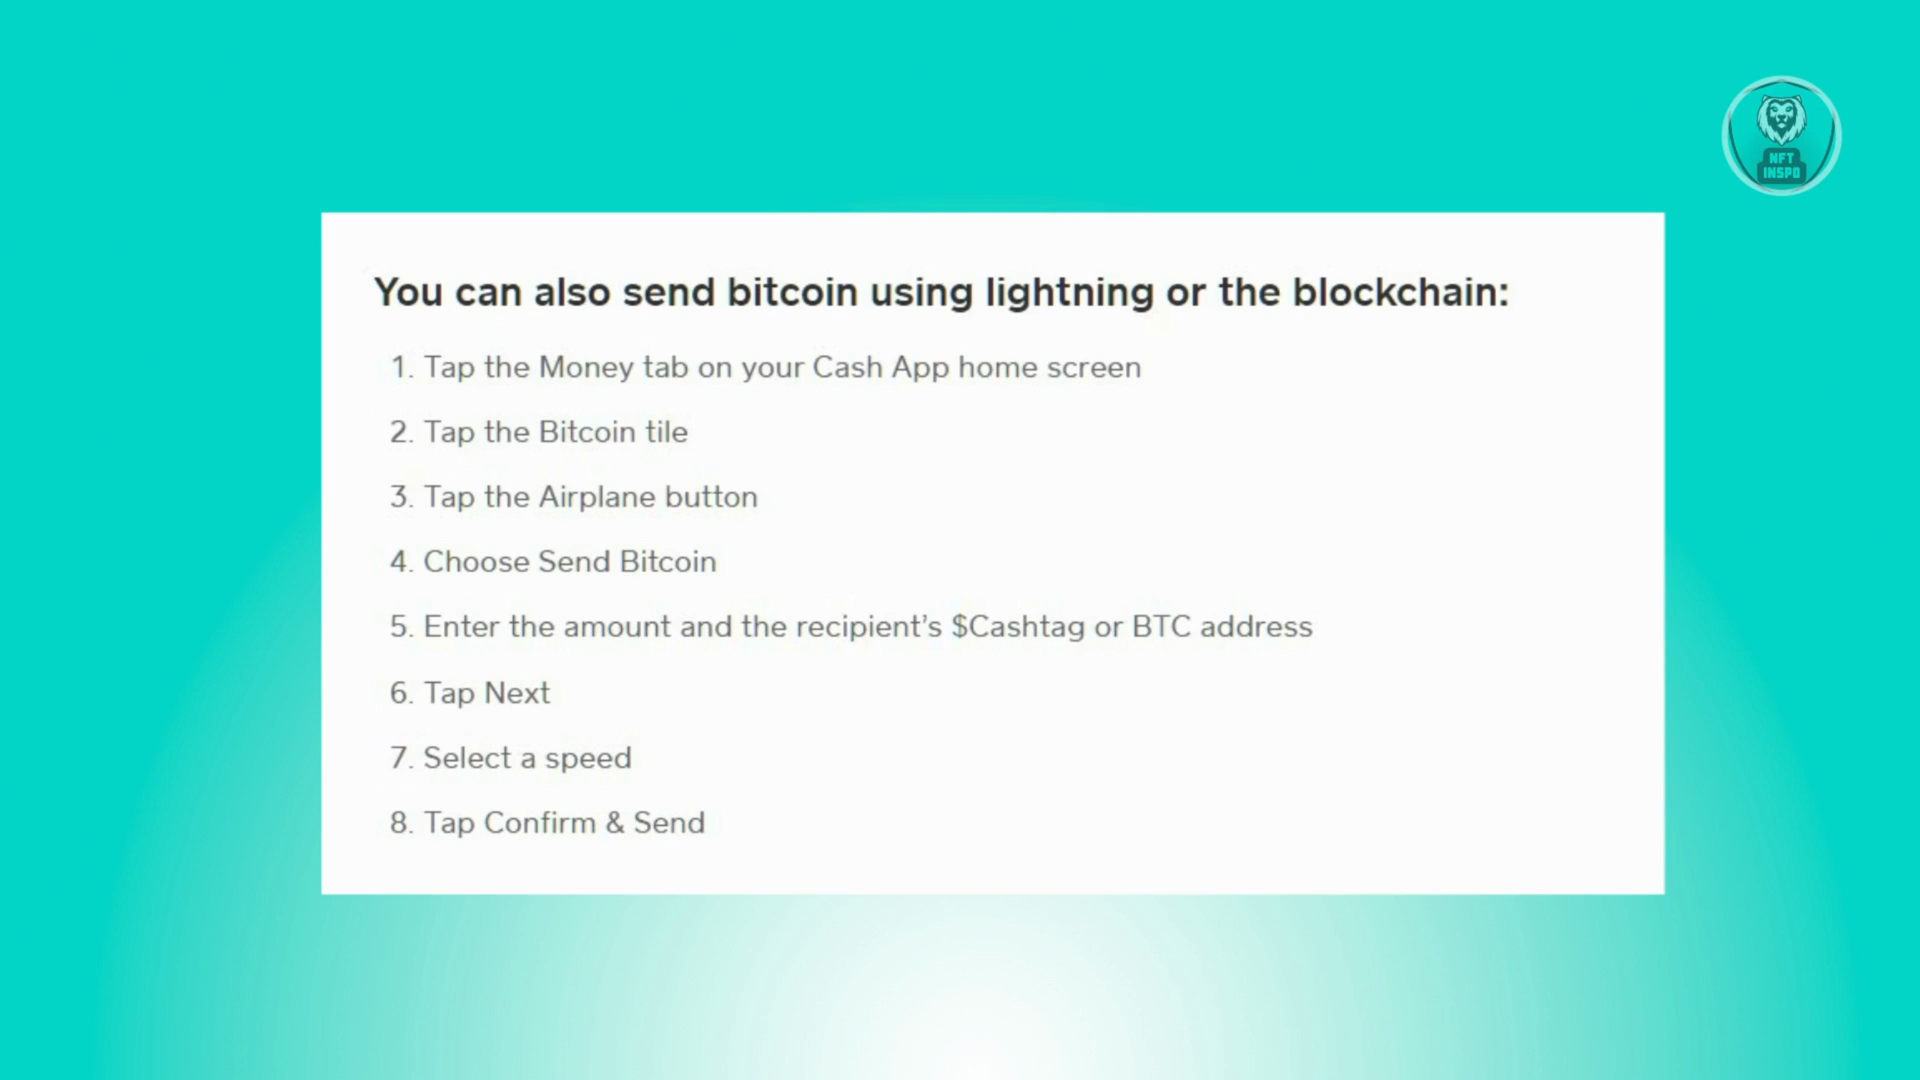 NFT
INSPO
You can also send bitcoin using lightning or the blockchain:
1. Tap the Money tab on your Cash App home screen
2. Tap the Bitcoin tile
3. Tap the Airplane button
4. Choose Send Bitcoin
5. Enter the amount and the recipient’s $Cashtag or BTC address
6. Tap Next
7. Select a speed
8. Tap Confirm & Send